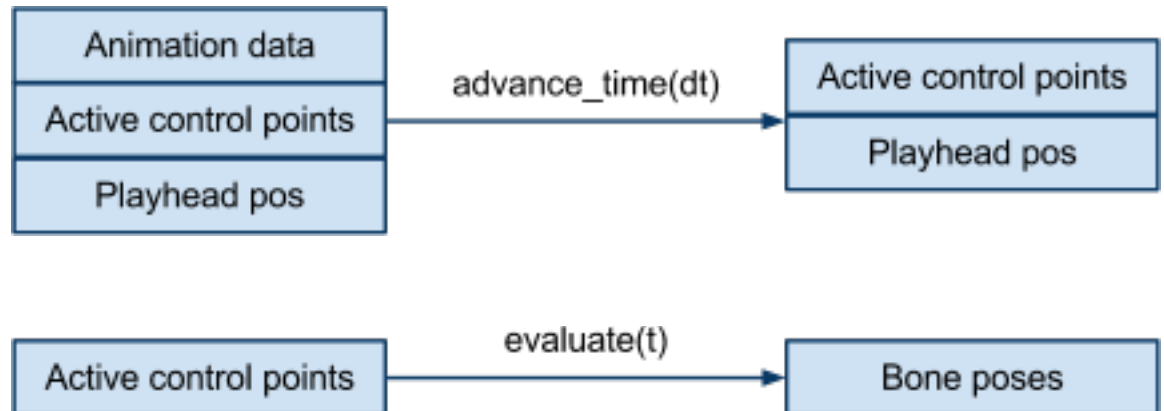 Animation data
Active control points
Playhead pos
advance_time(dt)
Active control points
Playhead pos
Active control points
evaluate(t)
Bone poses